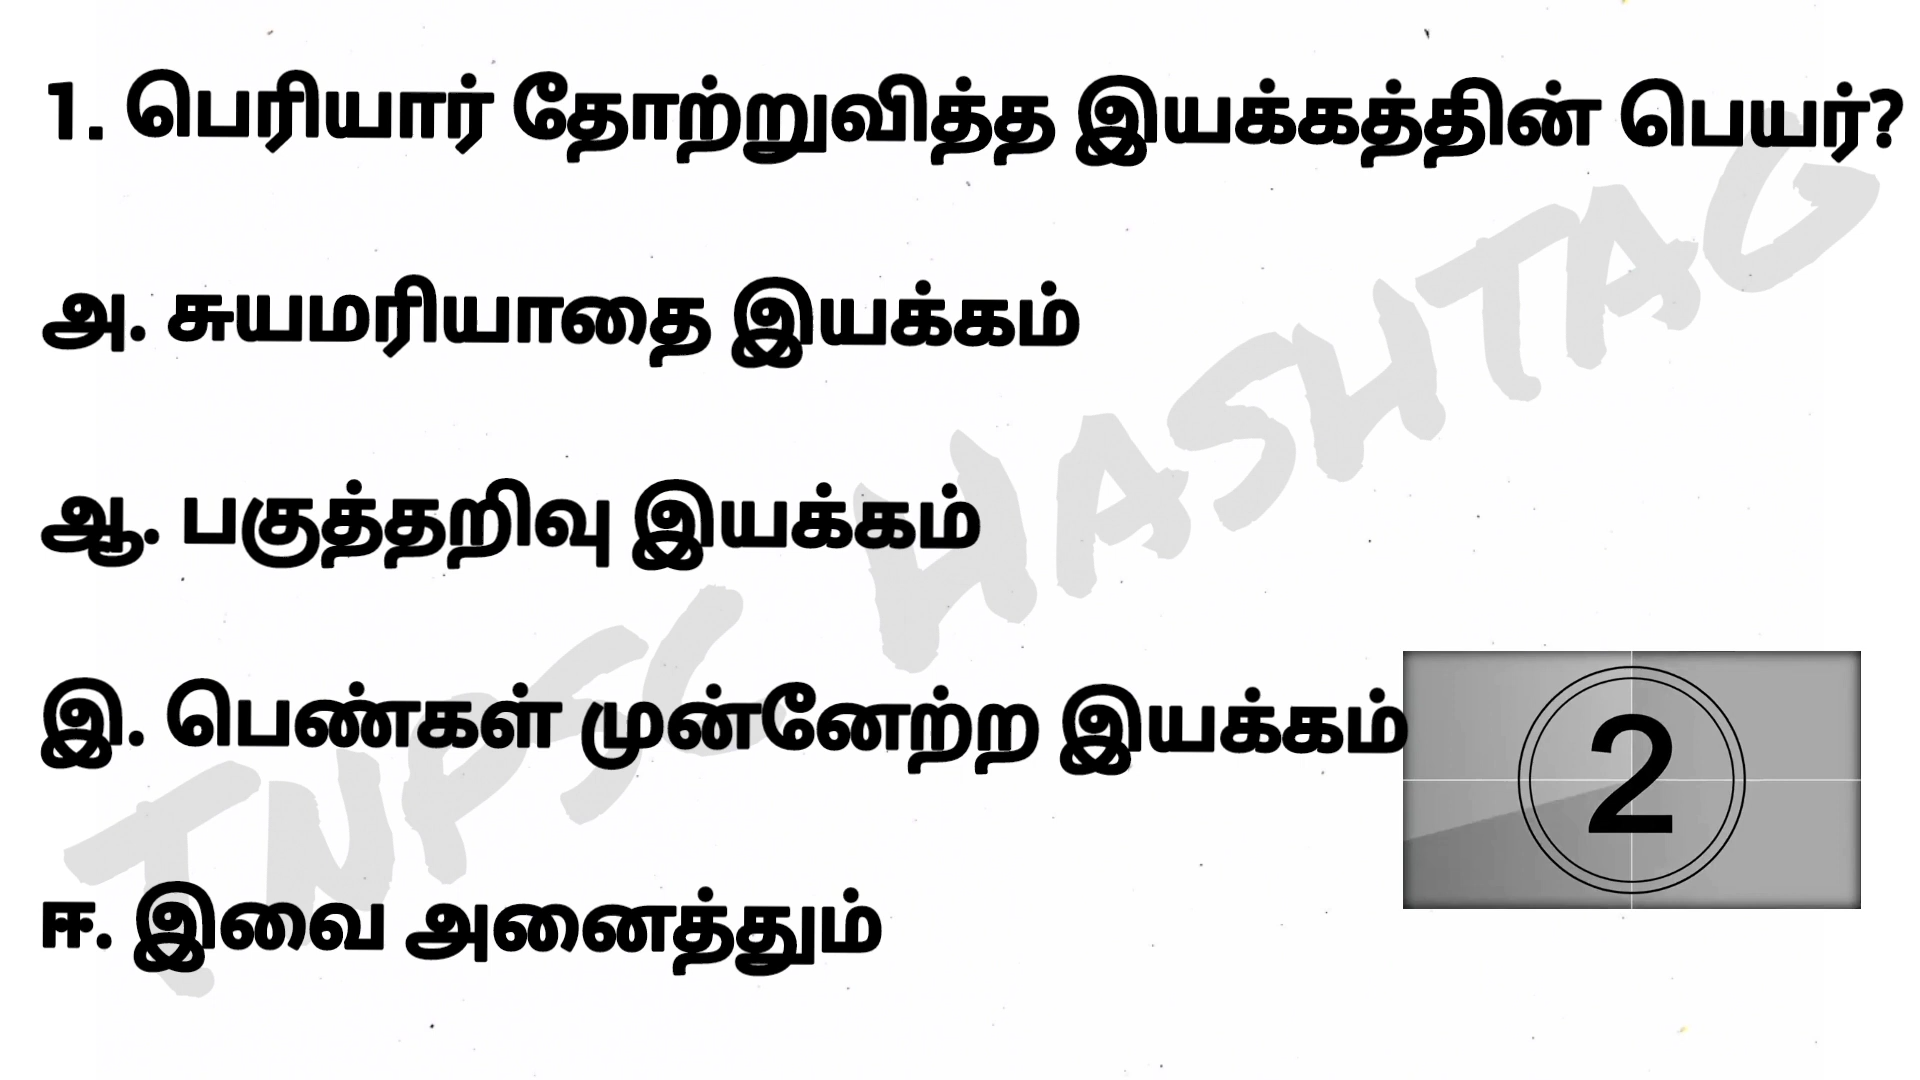 1. பெரியார் தோற்றுவித்த இயக்கத்தின் பெயர்?
அ. சுயமரியாதை இயக்கம்
ஆ. பகுத்தறிவு இயக்கம்
இ. பெண்கள் முன்னேற்ற இயக்கம்
2
ஈ. இவை அனைத்தும்
TNPSC HASHTAG